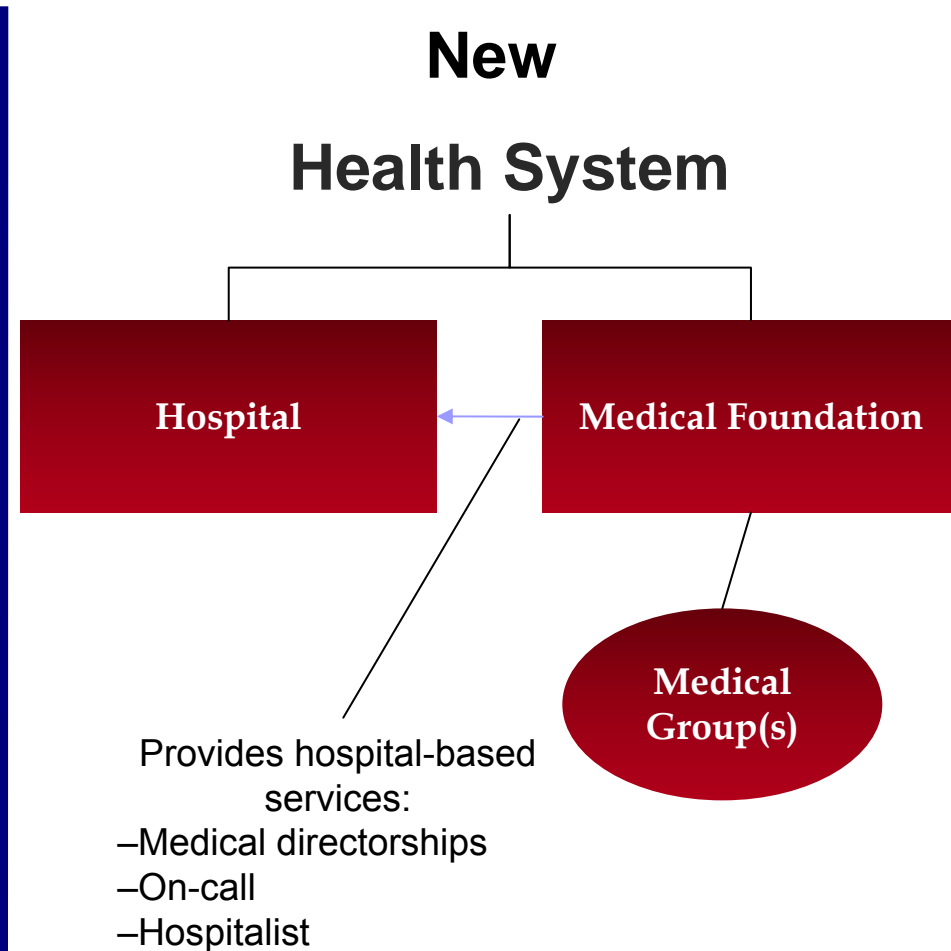 New
Health System
Hospital
Medical Foundation
Medical
Group(s)
Provides hospital-based
services:
–Medical directorships
–On-call
–Hospitalist